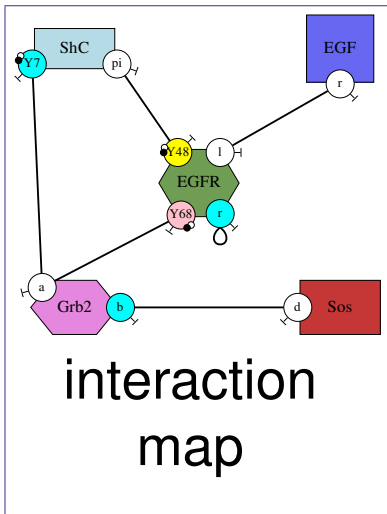 ShC
EGF
Y7
pi
r
Y48
l
EGFR
Y68
r
a
Grb2
b
d
Sos
interaction
map